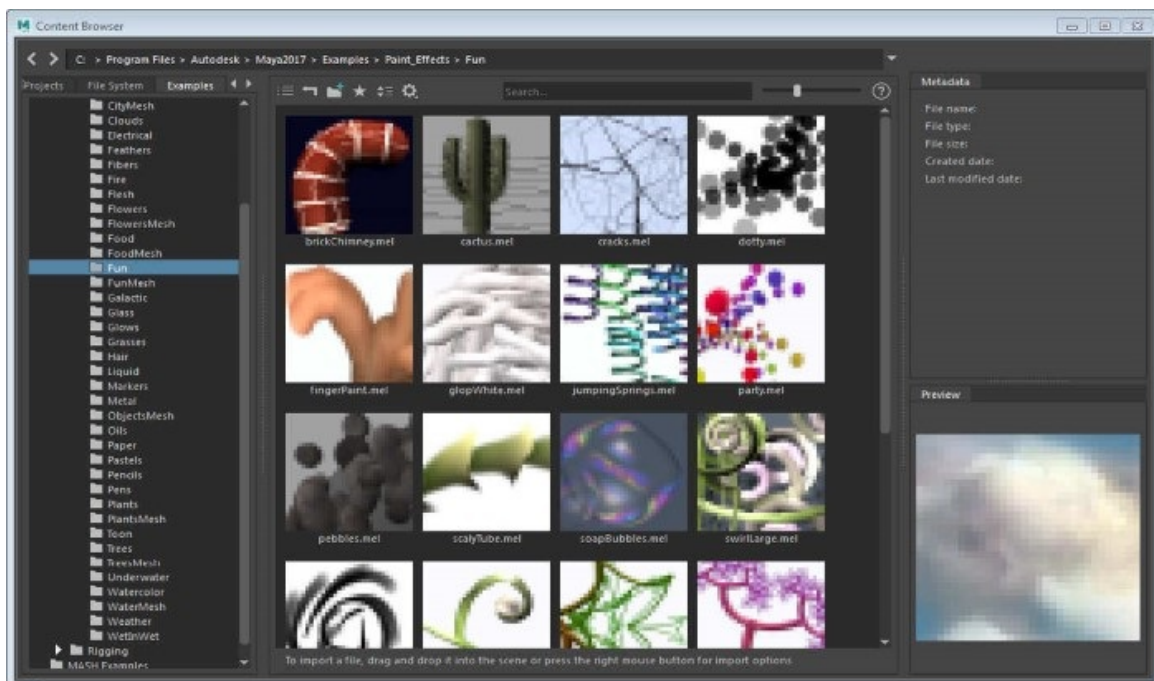 Content Browser
C: > Program Files > Autodesk > Maya2017 > Examples > Paint_Effects > Fun
Projects File System Examples
CityMesh
Clouds
Electrical
Feathers
Fibers
Fire
Flesh
Flowers
FlowersMesh
Food
FoodMesh
Fun
FunMesh
Galactic
Glass
Glows
Grasses
Hair
Liquid
Markers
Metal
ObjectsMesh
Oils
Paper
Pastels
Pencils
Pens
Plants
PlantsMesh
Toon
Trees
TreesMesh
Underwater
Watercolor
WaterMesh
Weather
WetInWet
Rigging
MASH Examples
Search...
?
brickChimney.mel cactus.mel cracks.mel dotty.mel
fingerPaint.mel glopWhite.mel jumpingSprings.mel party.mel
pebbles.mel scalyTube.mel soapBubbles.mel swirlLarge.mel
To import a file, drag and drop it into the scene or press the right mouse button for import options
Metadata
File name:
File type:
File size:
Created date:
Last modified date:
Preview